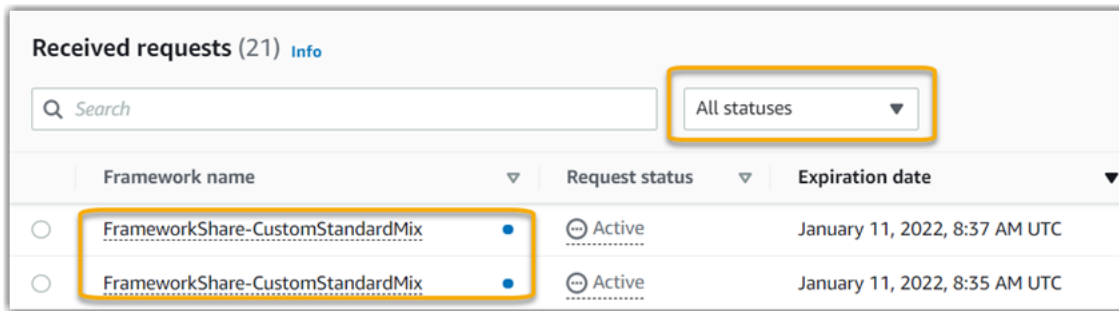 Received requests (21) Info
Search
All statuses
Framework name Request status Expiration date
FrameworkShare-CustomStandardMix Active January 11, 2022, 8:37 AM UTC
FrameworkShare-CustomStandardMix Active January 11, 2022, 8:35 AM UTC